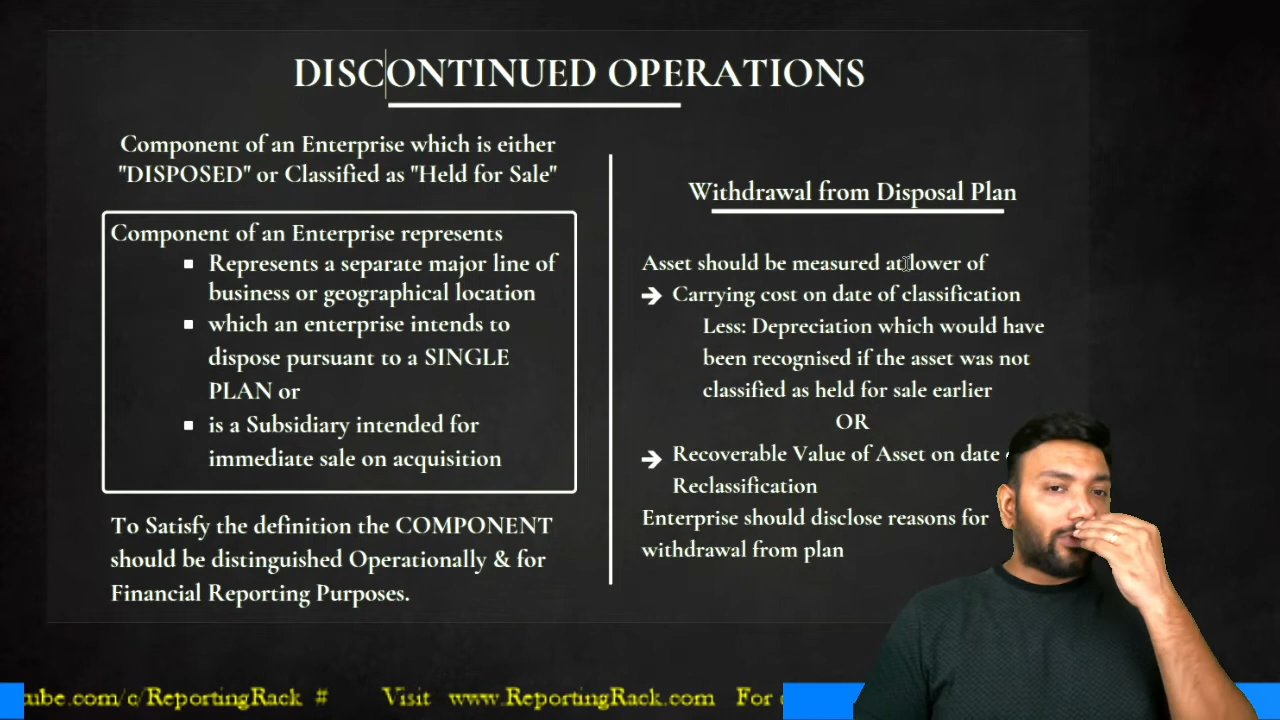 DISCONTINUED OPERATIONS
Component of an Enterprise which is either
"DISPOSED" or Classified as "Held for Sale"
Component of an Enterprise represents
▪ Represents a separate major line of
business or geographical location
▪ which an enterprise intends to
dispose pursuant to a SINGLE
PLAN or
▪ is a Subsidiary intended for
immediate sale on acquisition
To Satisfy the definition the COMPONENT
should be distinguished Operationally & for
Financial Reporting Purposes.
Withdrawal from Disposal Plan
Asset should be measured at lower of
➔ Carrying cost on date of classification
Less: Depreciation which would have
been recognised if the asset was not
classified as held for sale earlier
OR
➔ Recoverable Value of Asset on date
Reclassification
Enterprise should disclose reasons for
withdrawal from plan
ube.com/c/ReportingRack # Visit www.ReportingRack.com For